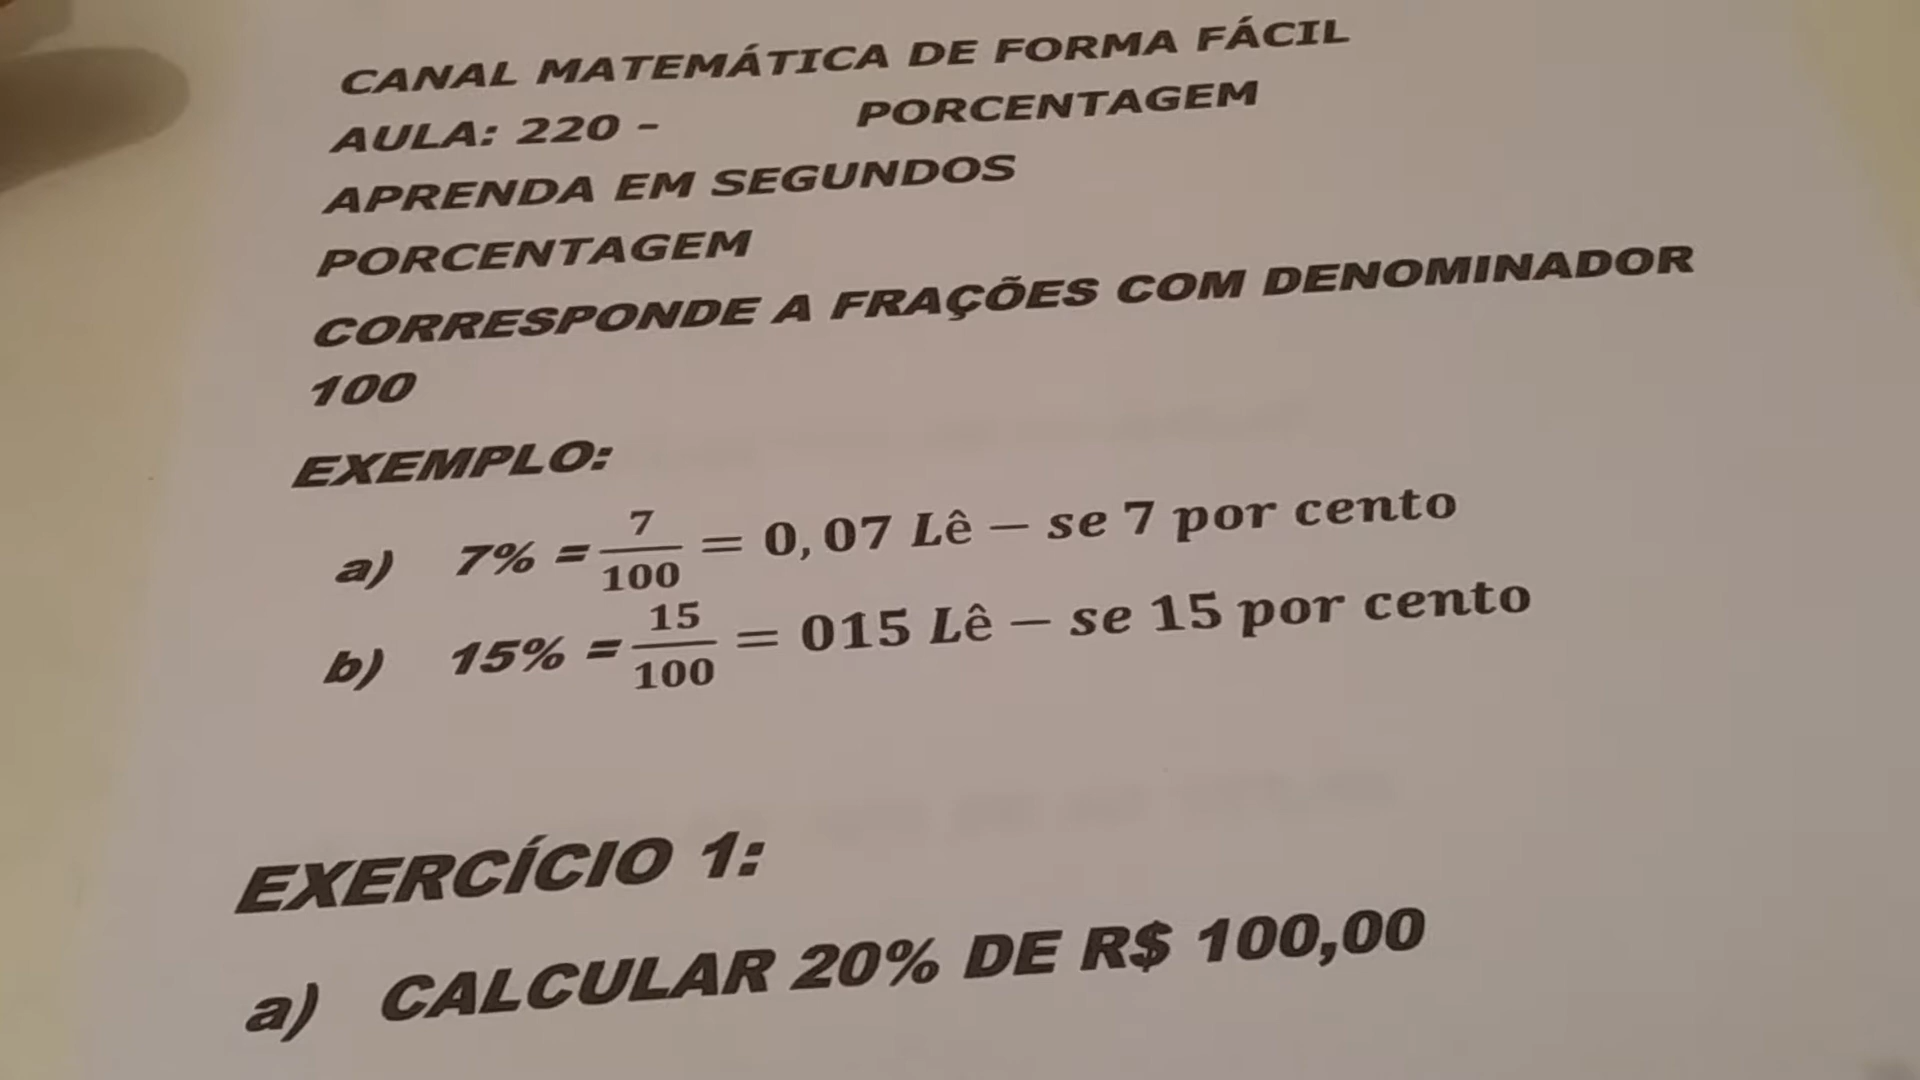 CANAL MATEMÁTICA DE FORMA FÁCIL
AULA: 220 - PORCENTAGEM
APRENDA EM SEGUNDOS
PORCENTAGEM
CORRESPONDE A FRAÇÕES COM DENOMINADOR
100
EXEMPLO:
a) 7% = 7/100 = 0,07 Lê – se 7 por cento
b) 15% = 15/100 = 015 Lê – se 15 por cento
EXERCÍCIO 1:
a) CALCULAR 20% DE R$ 100,00